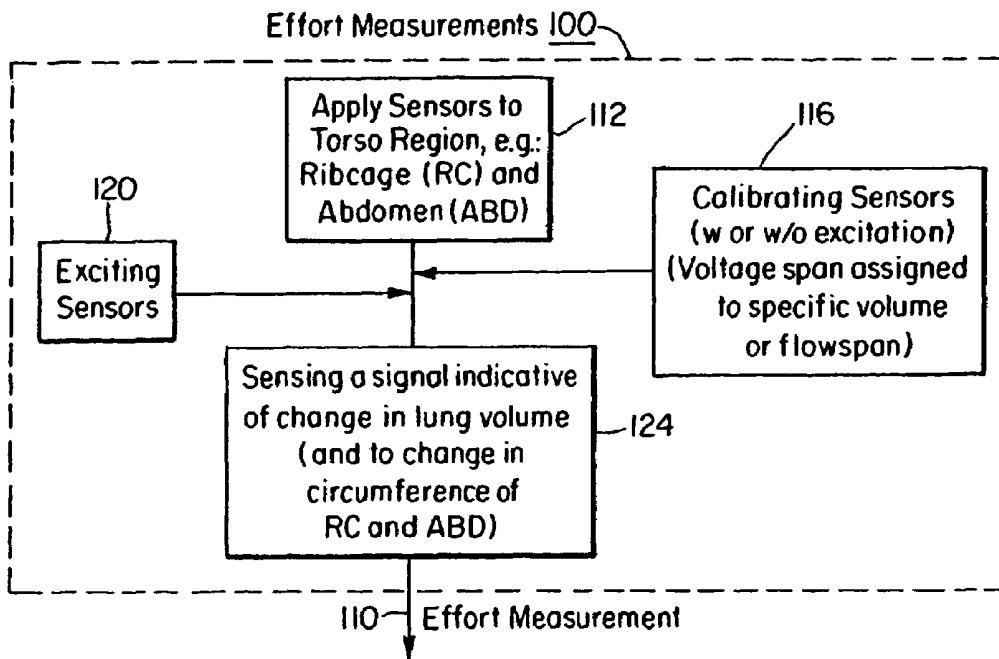 Effort Measurements 100
Apply Sensors to
Torso Region, e.g.:
Ribcage (RC) and
Abdomen (ABD)
112
116
120
Exciting
Sensors
Calibrating Sensors
(w or w/o excitation)
(Voltage span assigned
to specific volume
or flowspan)
Sensing a signal indicative
of change in lung volume
(and to change in
circumference of
RC and ABD)
124
110 Effort Measurement